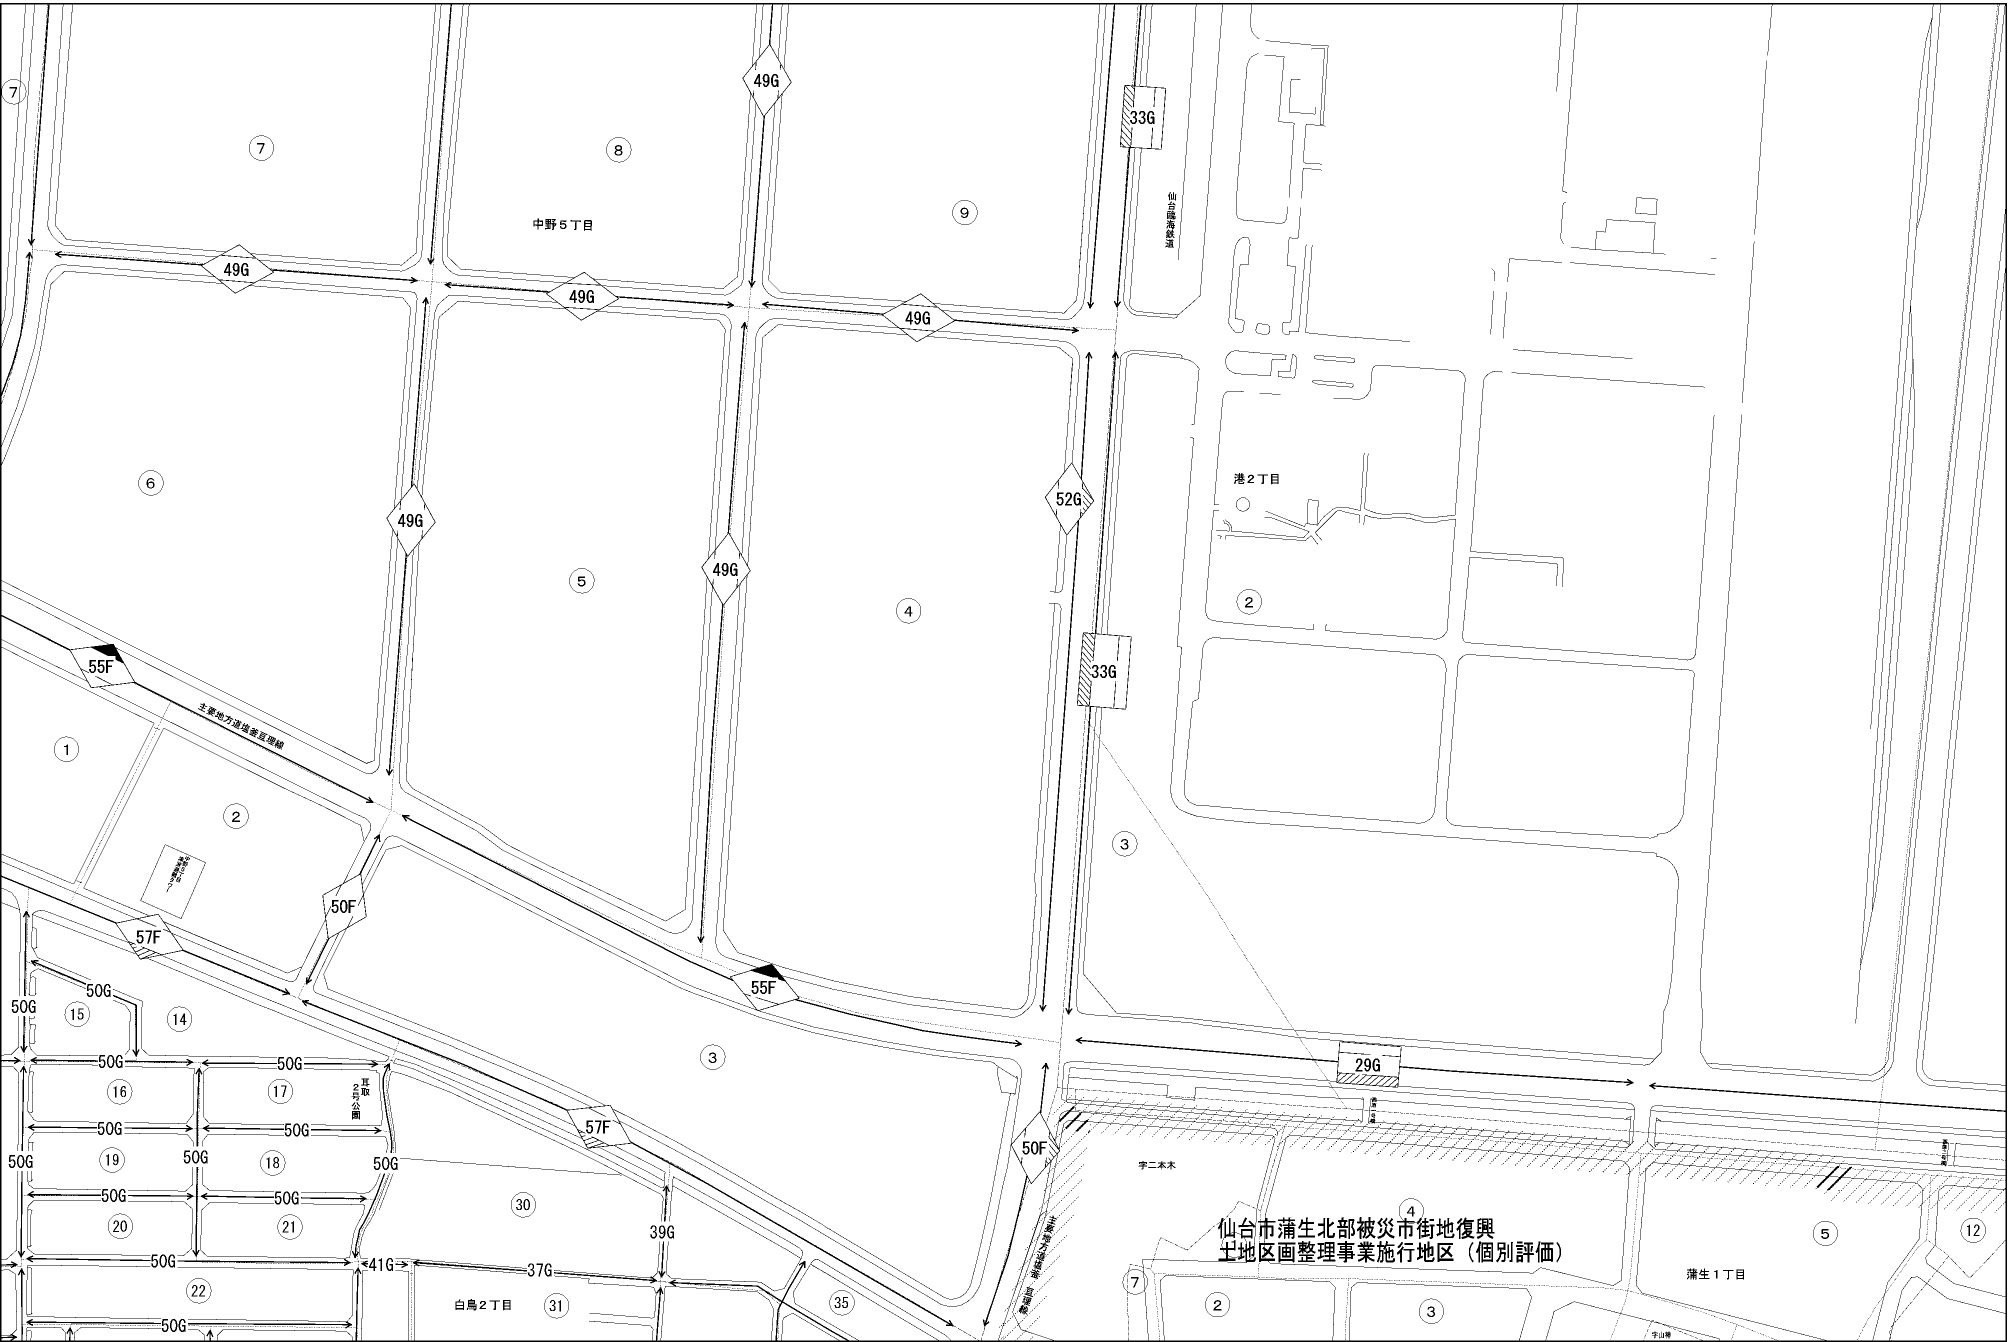 49G
7
33G
7
8
9
中野５丁目
仙台臨海鉄道
49G
49G
49G
6
49G
52G
港２丁目
49G
5
4
2
55F
33G
主要地方道塩釜亘理線
1
2
3
50F
57F
55F
50G
50G
15
14
3
50G
50G
29G
16
17
耳取
２号公園
50G
50G
57F
50F
50G
19
50G
18
50G
字二本木
50G
50G
30
39G
4
20
21
仙台市蒲生北部被災市街地復興
土地区画整理事業施行地区（個別評価）
5
12
主要地方道塩釜
亘理線
50G
41G
37G
蒲生１丁目
7
22
白鳥２丁目
31
35
2
3
50G